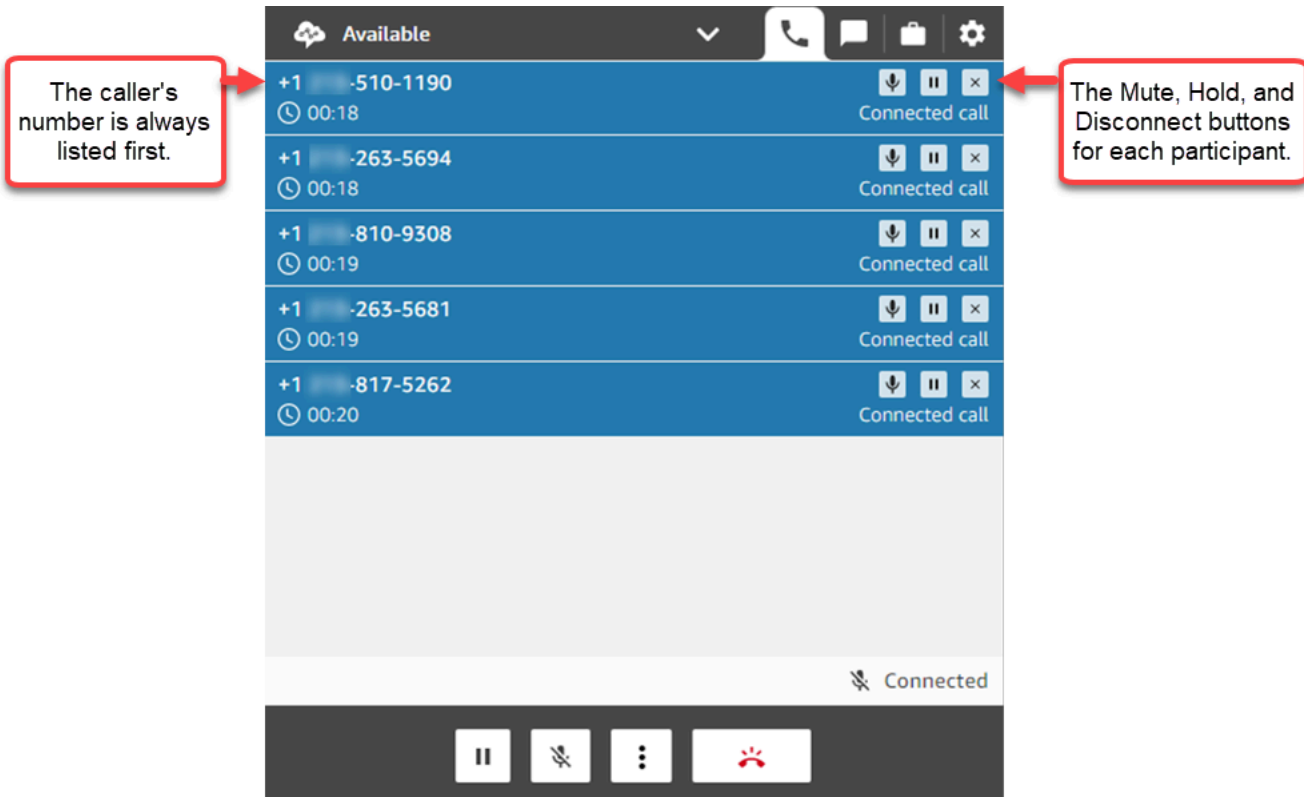 Available
The caller's
number is always
listed first.
+1 -510-1190
00:18
Connected call
The Mute, Hold, and
Disconnect buttons
for each participant.
+1 -263-5694
00:18
Connected call
+1 -810-9308
00:19
Connected call
+1 -263-5681
00:19
Connected call
+1 -817-5262
00:20
Connected call
Connected